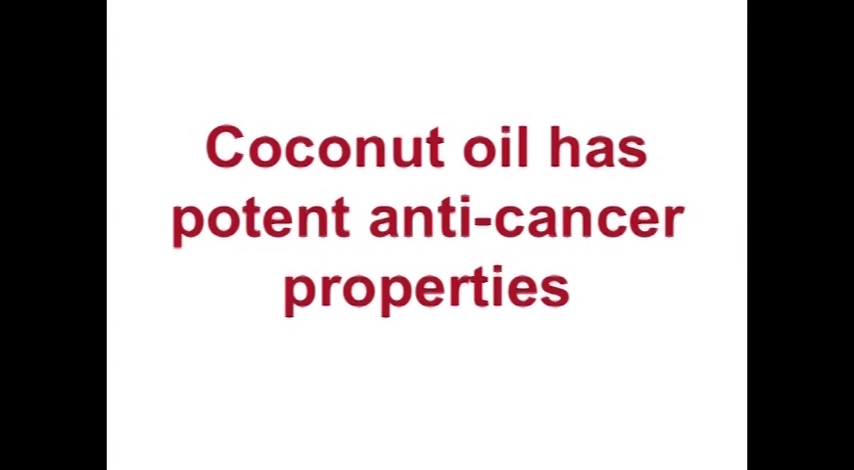 Coconut oil has
potent anti-cancer
properties